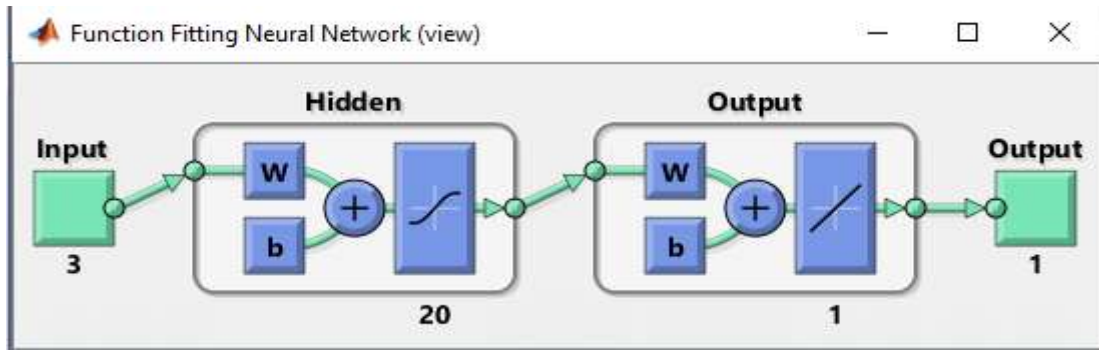 Function Fitting Neural Network (view)
Hidden
Output
Input
W
b
+
W
b
+
Output
3
20
1
1